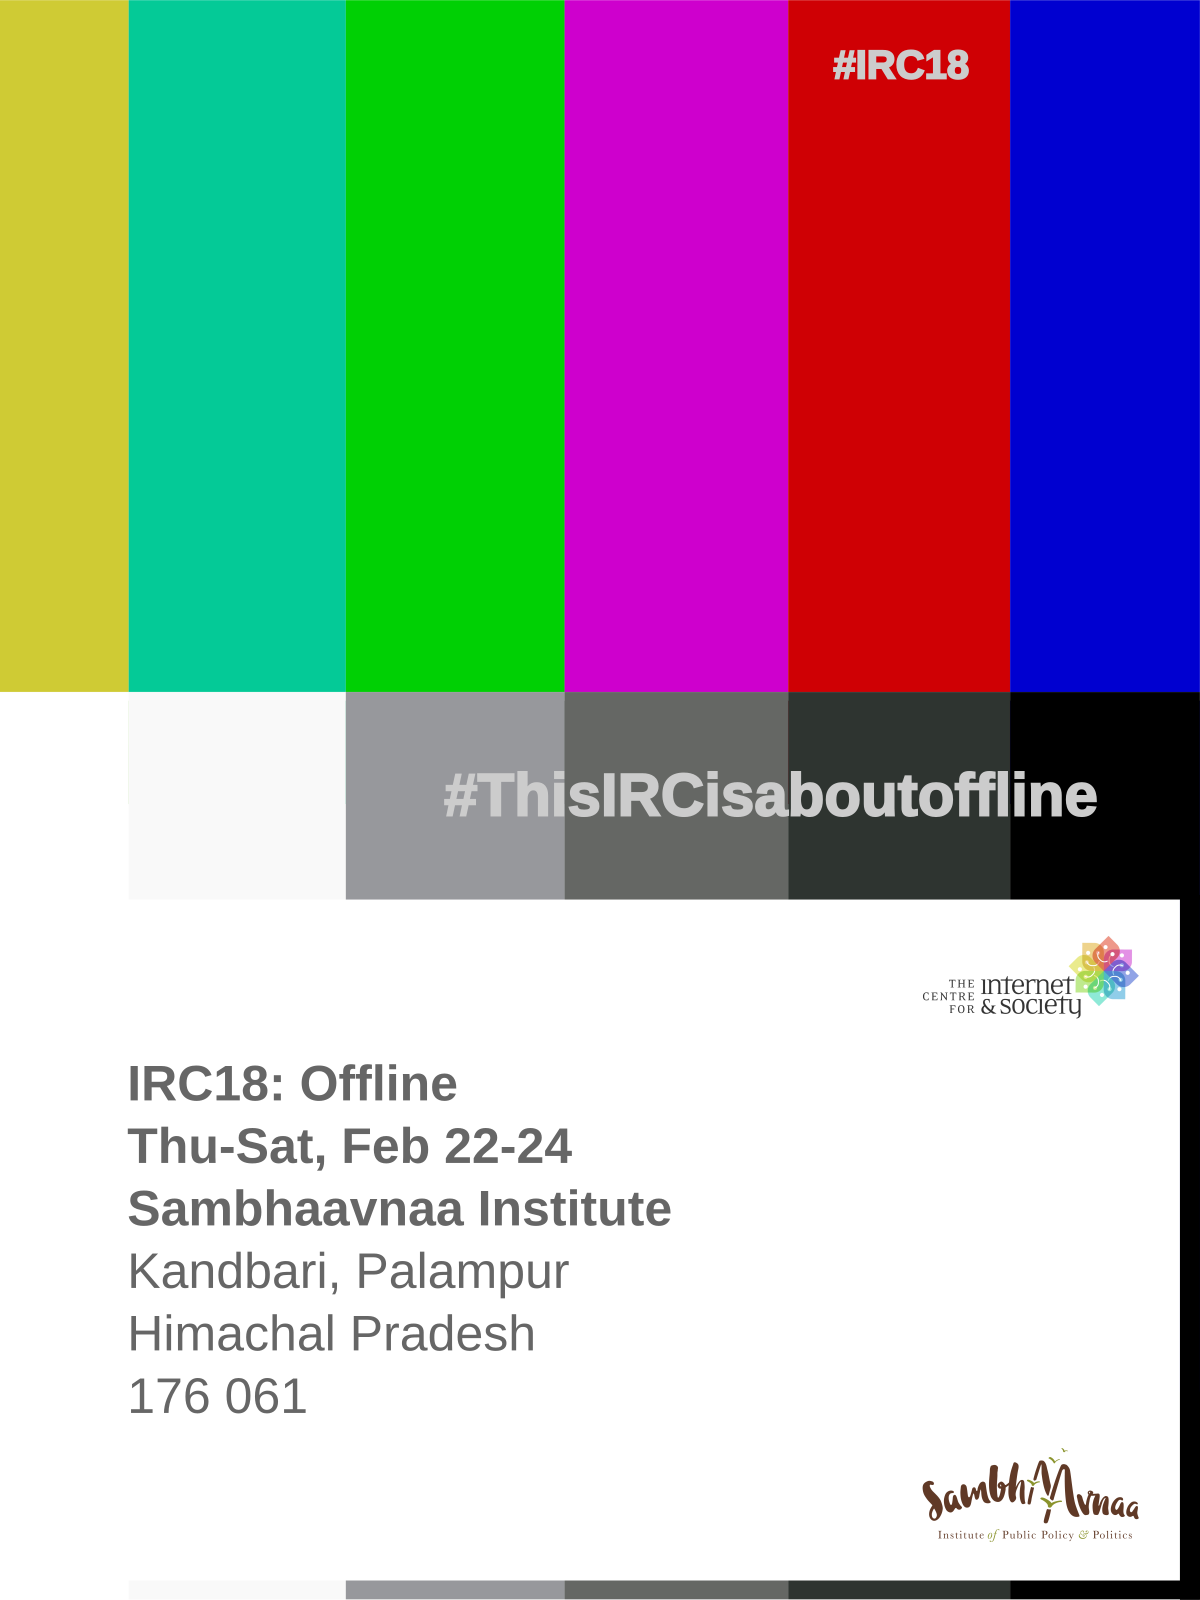 #IRC18
#ThisIRCisaboutoffline
THE
CENTRE
FOR
internet
& society
IRC18: Offline
Thu-Sat, Feb 22-24
Sambhaavnaa Institute
Kandbari, Palampur
Himachal Pradesh
176 061
Sambhaavnaa
Institute of Public Policy & Politics